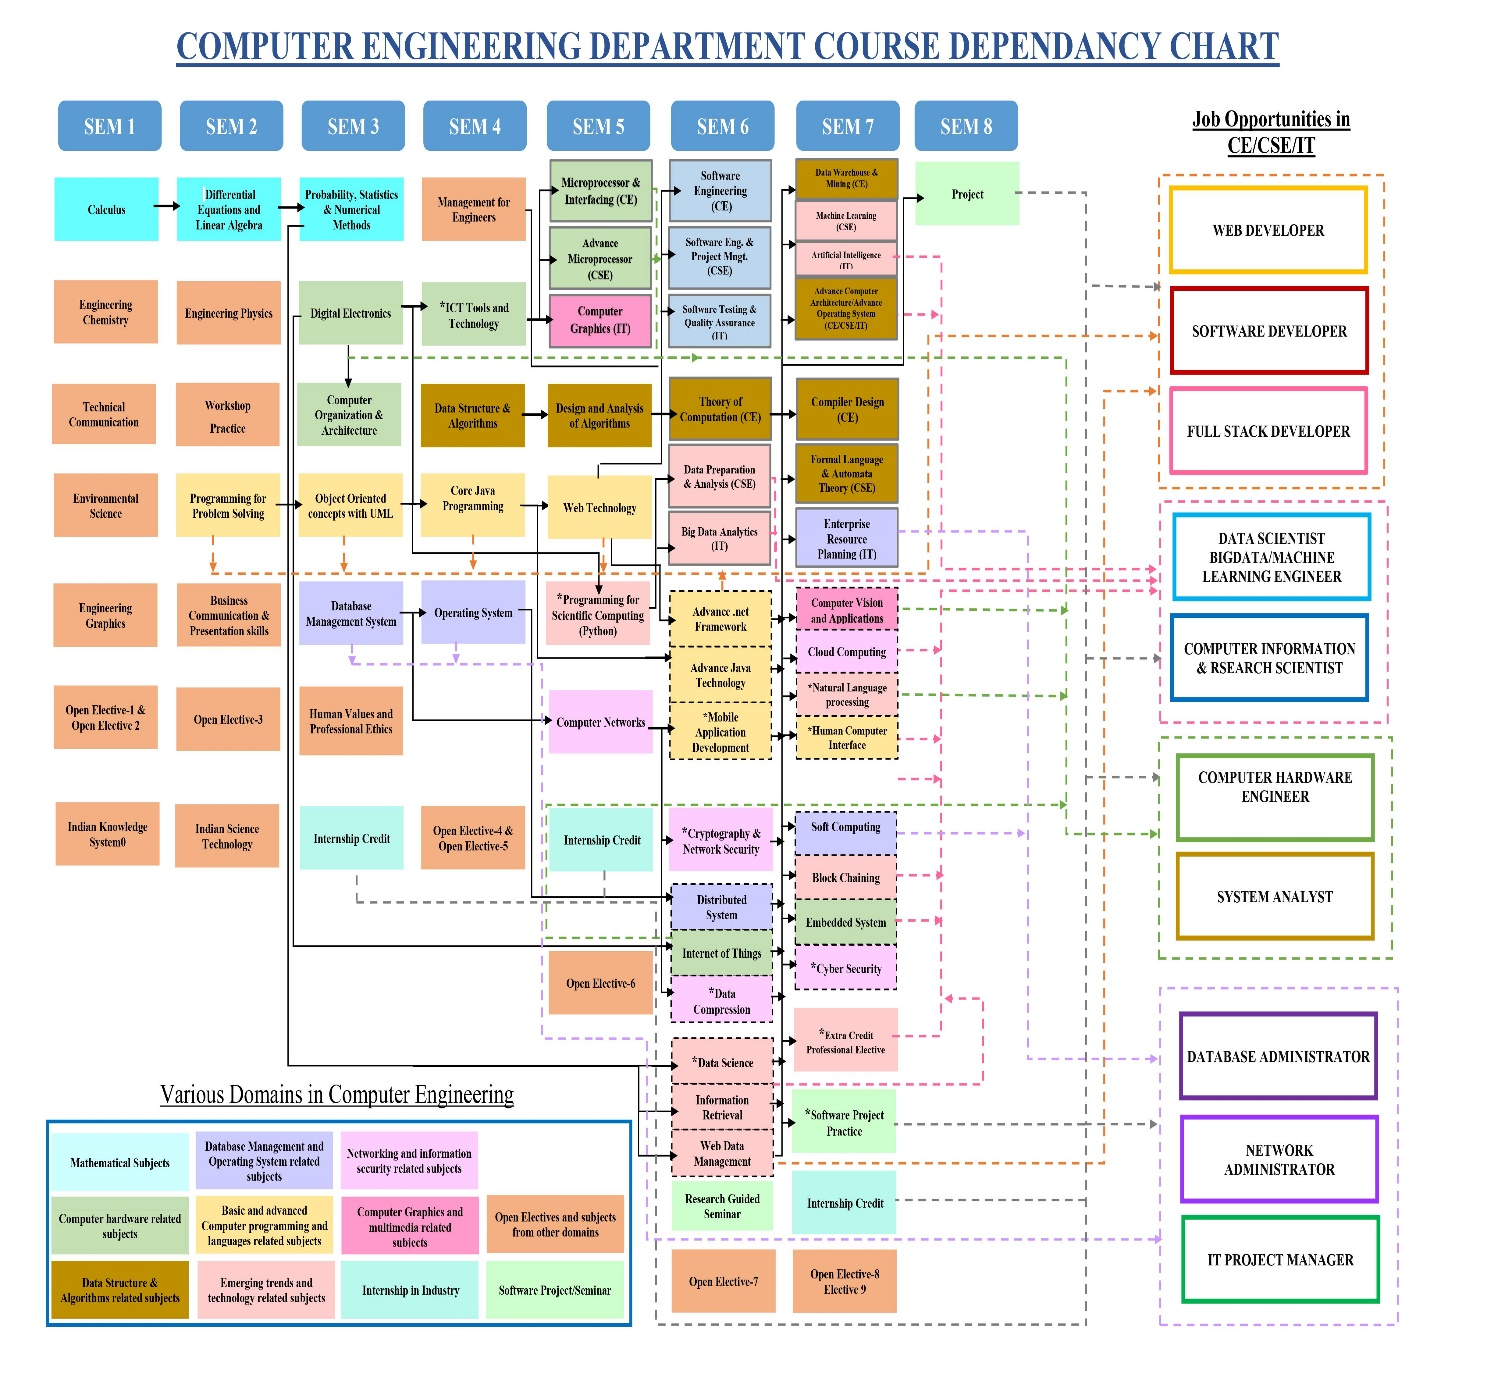 COMPUTER ENGINEERING DEPARTMENT COURSE DEPENDANCY CHART
SEM 1
SEM 2
SEM 3
SEM 4
SEM 5
SEM 6
SEM 7
SEM 8
Job Opportunities in
CE/CSE/IT
Calculus
Differential
Equations and
Linear Algebra
Probability, Statistics
& Numerical
Methods
Management for
Engineers
Microprocessor &
Interfacing (CE)
Software
Engineering
(CE)
Data Warehouse &
Mining (CE)
Project
Machine Learning
(CSE)
Advance
Microprocessor
(CSE)
Software Eng. &
Project Mngt.
(CSE)
Artificial Intelligence
(IT)
Engineering
Chemistry
Engineering Physics
Digital Electronics
*ICT Tools and
Technology
Computer
Graphics (IT)
Software Testing &
Quality Assurance
(IT)
Advance Computer
Architecture/Advance
Operating System
(CE/CSE/IT)
Technical
Communication
Workshop
Practice
Computer
Organization &
Architecture
Data Structure &
Algorithms
Design and Analysis
of Algorithms
Theory of
Computation (CE)
Compiler Design
(CE)
Environmental
Science
Programming for
Problem Solving
Object Oriented
concepts with UML
Core Java
Programming
Web Technology
Data Preparation
& Analysis (CSE)
Formal Language
& Automata
Theory (CSE)
Big Data Analytics
(IT)
Enterprise
Resource
Planning (IT)
Engineering
Graphics
Business
Communication &
Presentation skills
Database
Management System
Operating System
*Programming for
Scientific Computing
(Python)
Advance .net
Framework
Computer Vision
and Applications
Advance Java
Technology
Cloud Computing
*Natural Language
processing
Open Elective-1 &
Open Elective 2
Open Elective-3
Human Values and
Professional Ethics
Computer Networks
*Mobile
Application
Development
*Human Computer
Interface
Indian Knowledge
System0
Indian Science
Technology
Internship Credit
Open Elective-4 &
Open Elective-5
Internship Credit
*Cryptography &
Network Security
Soft Computing
Block Chaining
Distributed
System
Embedded System
Internet of Things
*Cyber Security
Open Elective-6
*Data
Compression
*Extra Credit
Professional Elective
*Data Science
Information
Retrieval
*Software Project
Practice
Web Data
Management
Research Guided
Seminar
Internship Credit
Open Elective-7
Open Elective-8
Elective 9
WEB DEVELOPER
SOFTWARE DEVELOPER
FULL STACK DEVELOPER
DATA SCIENTIST
BIGDATA/MACHINE
LEARNING ENGINEER
COMPUTER INFORMATION
& RSEARCH SCIENTIST
COMPUTER HARDWARE
ENGINEER
SYSTEM ANALYST
DATABASE ADMINISTRATOR
NETWORK
ADMINISTRATOR
IT PROJECT MANAGER
Various Domains in Computer Engineering
Mathematical Subjects
Database Management and
Operating System related
subjects
Networking and information
security related subjects
Computer hardware related
subjects
Basic and advanced
Computer programming and
languages related subjects
Computer Graphics and
multimedia related
subjects
Open Electives and subjects
from other domains
Data Structure &
Algorithms related subjects
Emerging trends and
technology related subjects
Internship in Industry
Software Project/Seminar